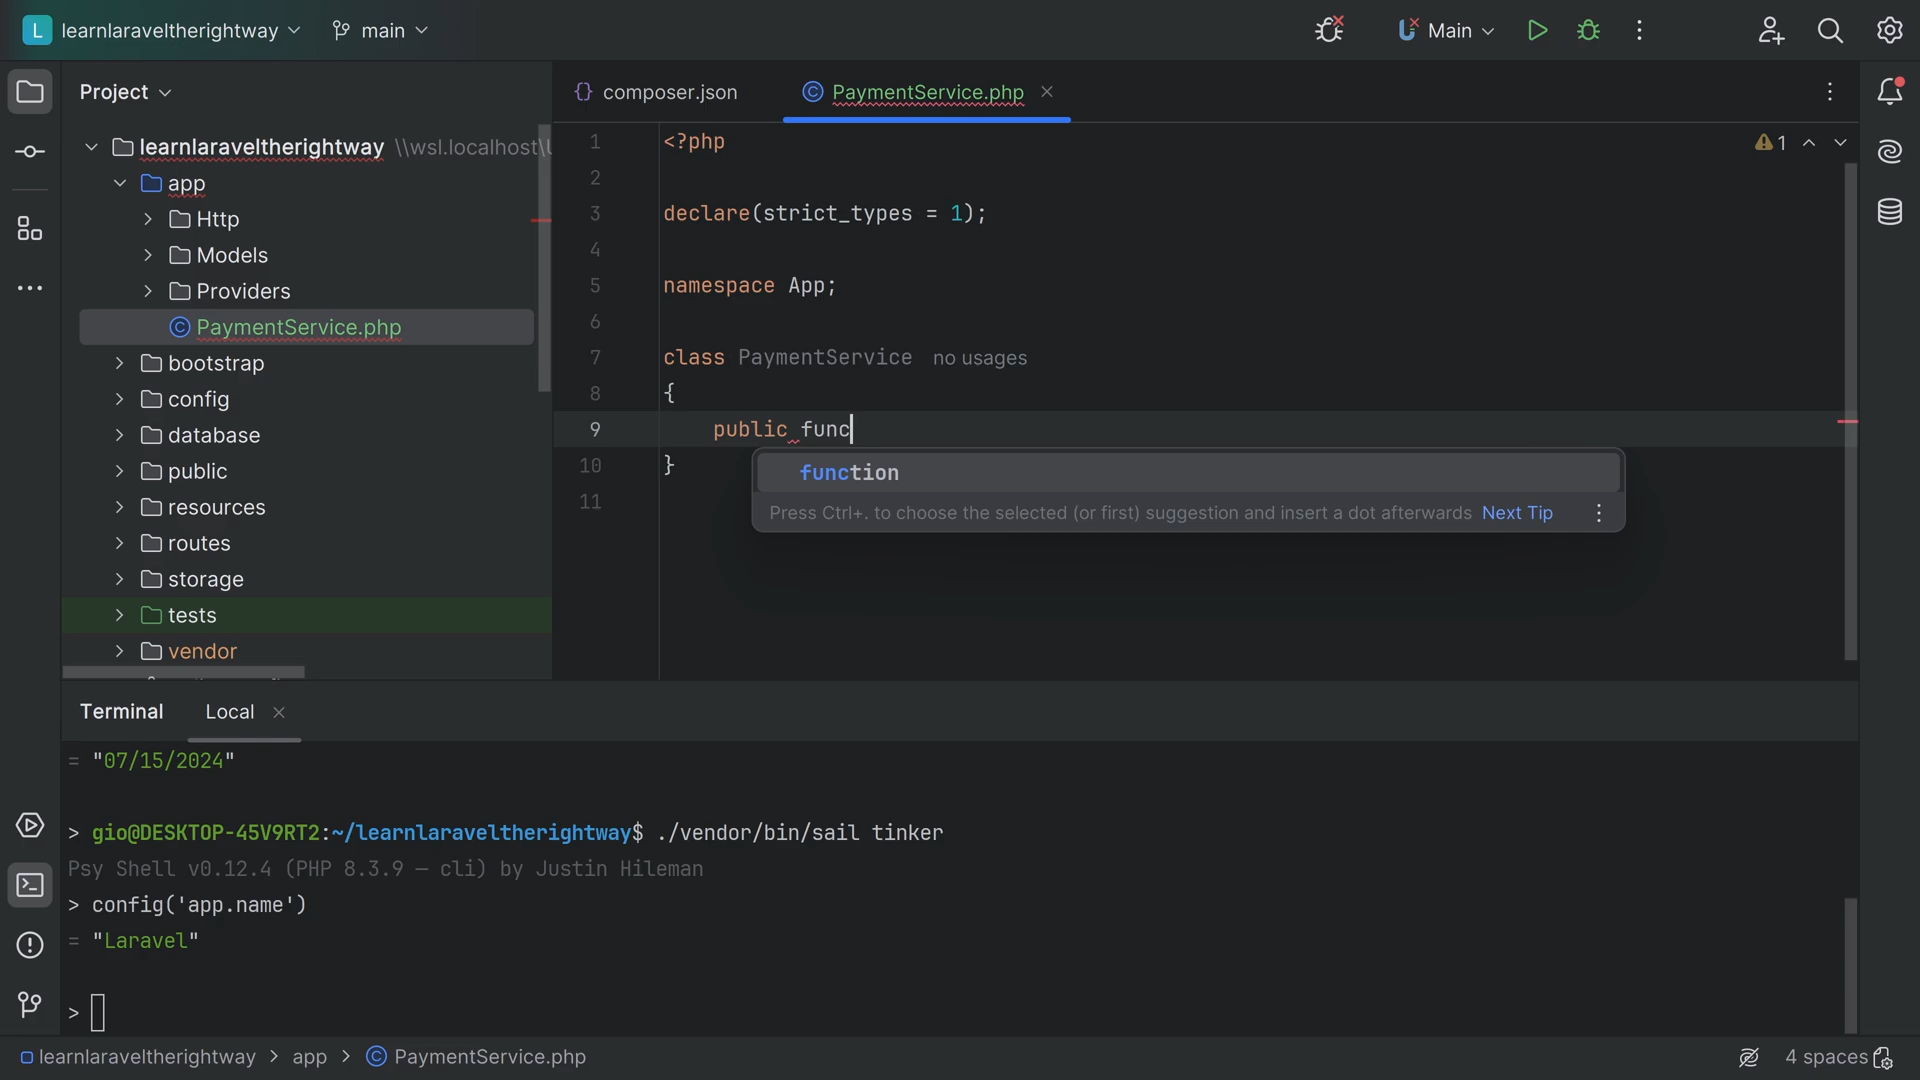 L learnlaraveltherightway main Main
Project
composer.json
PaymentService.php
learnlaraveltherightway \\wsl.localhost\U
app
Http
Models
Providers
PaymentService.php
bootstrap
config
database
public
resources
routes
storage
tests
vendor
1 <?php
2
3 declare(strict_types = 1);
4
5 namespace App;
6
7 class PaymentService no usages
8 {
9 public func
10 }
11
1
function
Press Ctrl+. to choose the selected (or first) suggestion and insert a dot afterwards Next Tip
Terminal Local
= "07/15/2024"
> gio@DESKTOP-45V9RT2:~/learnlaraveltherightway$ ./vendor/bin/sail tinker
Psy Shell v0.12.4 (PHP 8.3.9 — cli) by Justin Hileman
> config('app.name')
= "Laravel"
>
learnlaraveltherightway > app > PaymentService.php 4 spaces